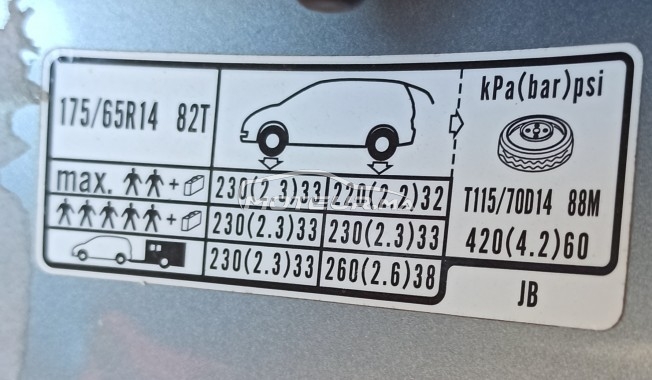 kPa(bar)psi
175/65R14 82T
max. + 230(2.3)33 220(2.2)32
T115/70D14 88M
+ 230(2.3)33 230(2.3)33
420(4.2)60
230(2.3)33 260(2.6)38
JB